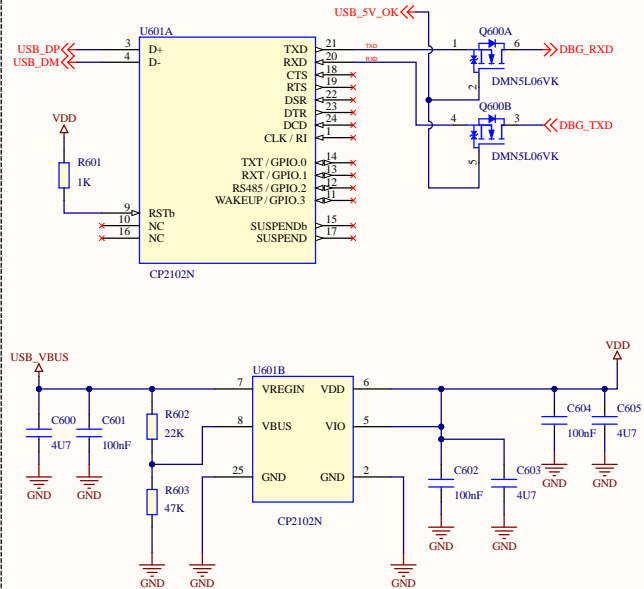 USB_5V_OK
U601A
Q600A
USB_DP
3
D+
TXD
21
TXD
1
6
DBG_RXD
USB_DM
4
D-
RXD
20
RXD
CTS
18
RTS
19
2
DMN5L06VK
DSR
22
DTR
23
Q600B
DCD
24
VDD
CLK / RI
1
4
3
DBG_TXD
R601
1K
TXT / GPIO.0
14
5
DMN5L06VK
RXT / GPIO.1
13
RS485 / GPIO.2
12
WAKEUP / GPIO.3
11
9
RSTb
10
NC
SUSPENDb
15
16
NC
SUSPEND
17
CP2102N
USB_VBUS
VDD
U601B
7
VREGIN
VDD
6
C600
4U7
C601
100nF
R602
22K
8
VBUS
VIO
5
C604
100nF
C605
4U7
25
GND
GND
2
C602
100nF
C603
4U7
GND
GND
R603
47K
GND
GND
CP2102N
GND
GND
GND
GND
GND